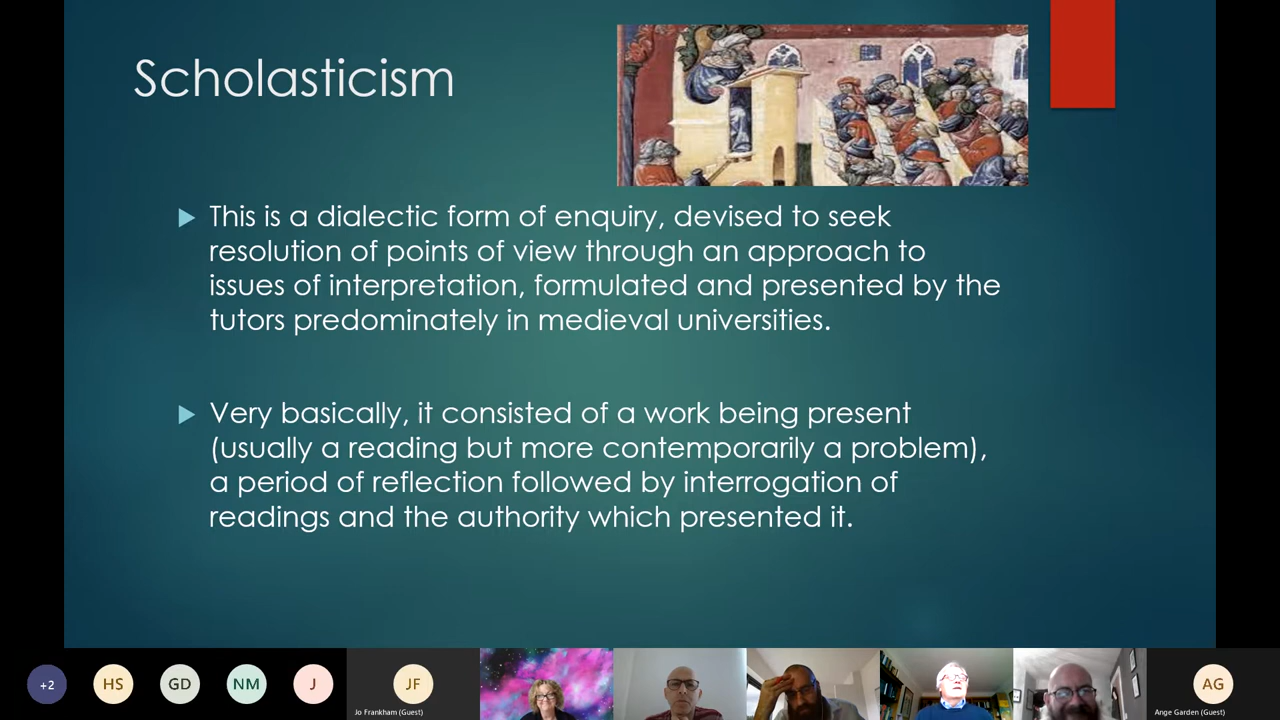 Scholasticism
This is a dialectic form of enquiry, devised to seek
resolution of points of view through an approach to
issues of interpretation, formulated and presented by the
tutors predominately in medieval universities.
Very basically, it consisted of a work being present
(usually a reading but more contemporarily a problem),
a period of reflection followed by interrogation of
readings and the authority which presented it.
+2
HS
GD
NM
J
JF
Jo Frankham (Guest)
AG
Ange Garden (Guest)